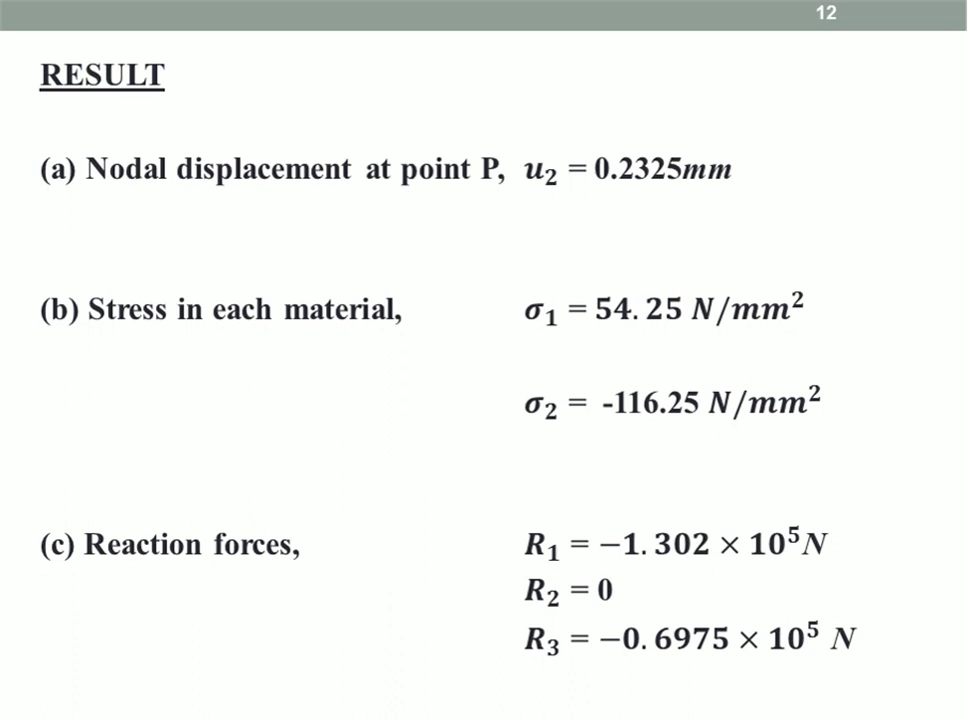 12
RESULT
(a) Nodal displacement at point P, u₂ = 0.2325mm
(b) Stress in each material, σ₁ = 54.25 N/mm²
σ₂ = -116.25 N/mm²
(c) Reaction forces, R₁ = −1.302 × 10⁵N
R₂ = 0
R₃ = −0.6975 × 10⁵ N